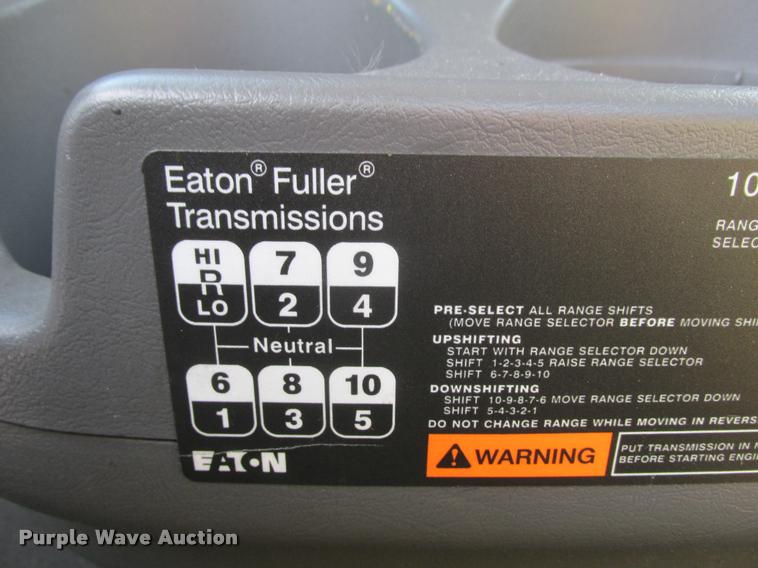 Eaton® Fuller®
Transmissions
HI
R
LO
7
2
9
4
Neutral
6
1
8
3
10
5
EATON
10
PRE-SELECT ALL RANGE SHIFTS
(MOVE RANGE SELECTOR BEFORE MOVING
UPSHIFTING
START WITH RANGE SELECTOR DOWN
SHIFT 1-2-3-4-5 RAISE RANGE SELECTOR
SHIFT 6-7-8-9-10
DOWNSHIFTING
SHIFT 10-9-8-7-6 MOVE RANGE SELECTOR DOWN
SHIFT 5-4-3-2-1
DO NOT CHANGE RANGE WHILE MOVING IN REVERS
WARNING
PUT TRANSMISSION IN
BEFORE STARTING ENGI
RANG
SELEC
Purple Wave Auction